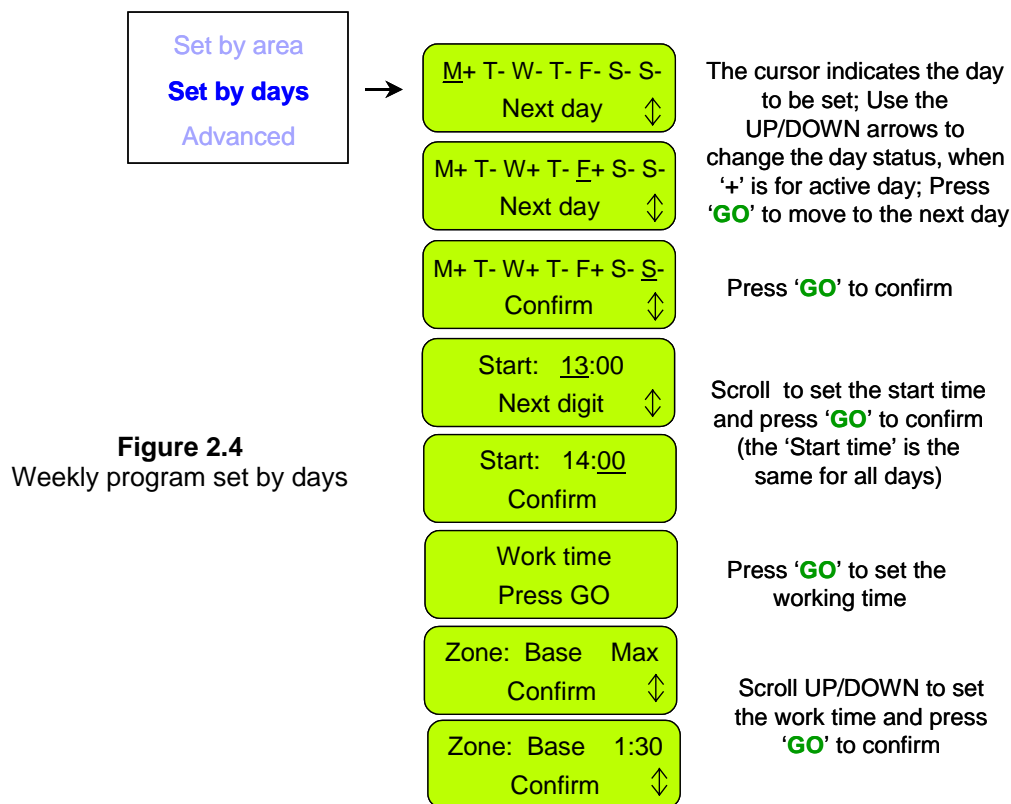 Set by area
Set by days
Advanced
M+ T- W- T- F- S- S-
Next day
The cursor indicates the day
to be set; Use the
UP/DOWN arrows to
change the day status, when
‘+’ is for active day; Press
‘GO’ to move to the next day
M+ T- W+ T- F+ S- S-
Next day
M+ T- W+ T- F+ S- S-
Confirm
Press ‘GO’ to confirm
Start: 13:00
Next digit
Scroll to set the start time
and press ‘GO’ to confirm
(the ‘Start time’ is the
same for all days)
Figure 2.4
Weekly program set by days
Start: 14:00
Confirm
Work time
Press GO
Press ‘GO’ to set the
working time
Zone: Base Max
Confirm
Scroll UP/DOWN to set
the work time and press
‘GO’ to confirm
Zone: Base 1:30
Confirm